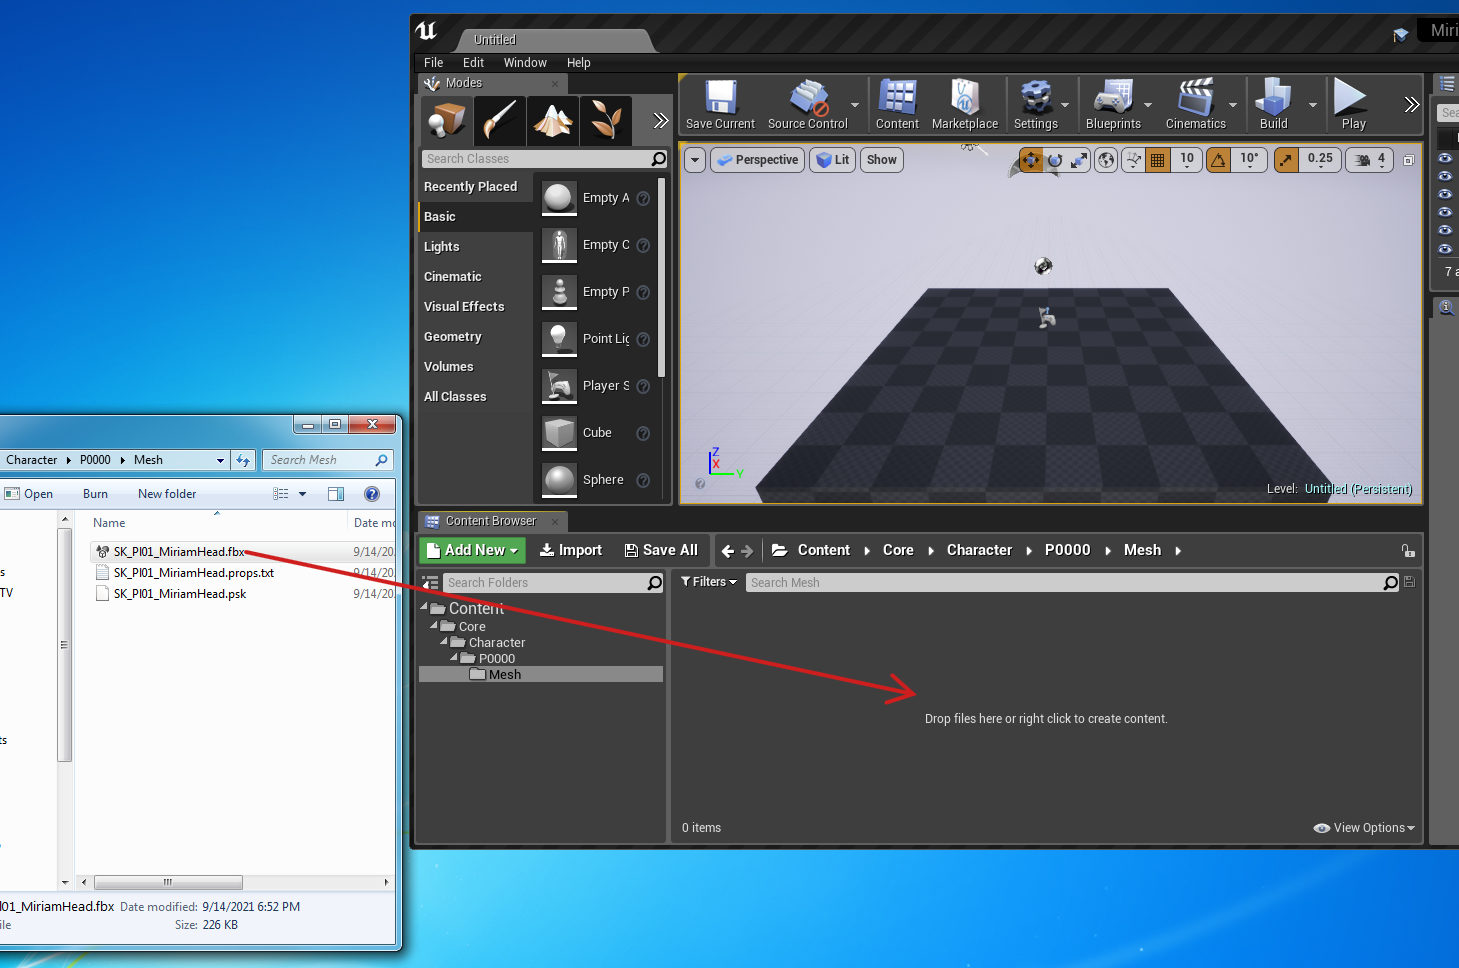 Untitled
Miri
File Edit Window Help
Modes
Save Current Source Control Content Marketplace Settings Blueprints Cinematics Build Play
Search Classes
Perspective Lit Show 10 10° 0.25 4
Recently Placed
Basic
Lights
Cinematic
Visual Effects
Geometry
Volumes
All Classes
Empty A
Empty C
Empty P
Point Lig
Player S
Cube
Sphere
Z
X
Y
Level: Untitled (Persistent)
Sea
7 a
Character P0000 Mesh Search Mesh
Open Burn New folder
Name Date mo
SK_Pl01_MiriamHead.fbx 9/14/20
SK_Pl01_MiriamHead.props.txt 9/14/20
SK_Pl01_MiriamHead.psk 9/14/20
s
TV
ts
l01_MiriamHead.fbx Date modified: 9/14/2021 6:52 PM
ile Size: 226 KB
Content Browser
Add New Import Save All Content Core Character P0000 Mesh
Search Folders
Filters Search Mesh
Content
Core
Character
P0000
Mesh
Drop files here or right click to create content.
0 items View Options